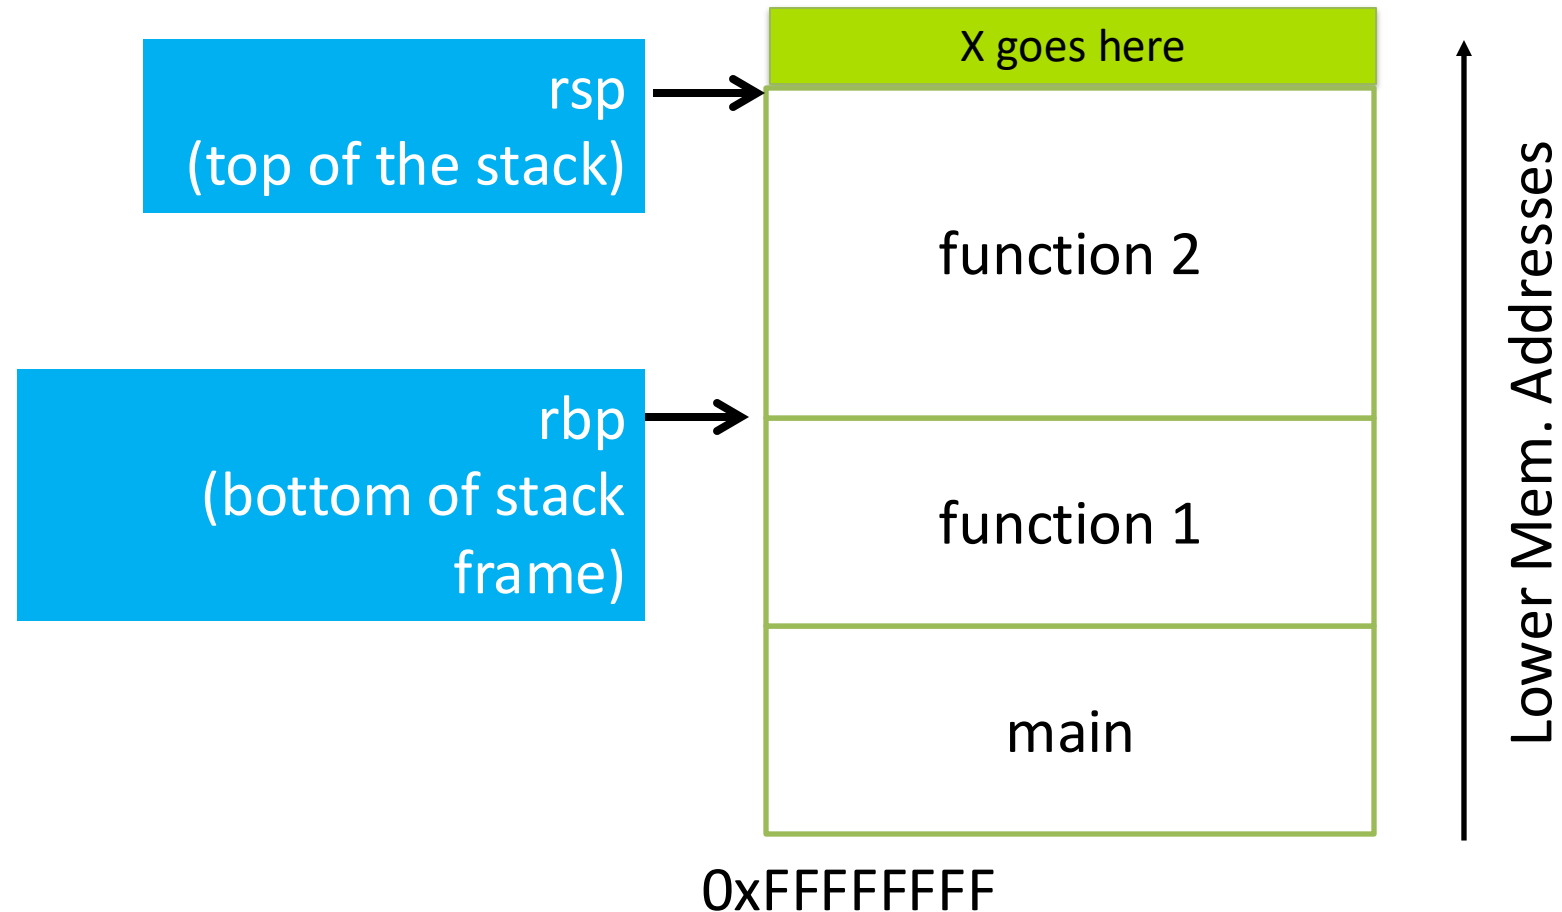 X goes here
rsp
(top of the stack)
function 2
rbp
(bottom of stack
frame)
function 1
main
0xFFFFFFFF
Lower Mem. Addresses